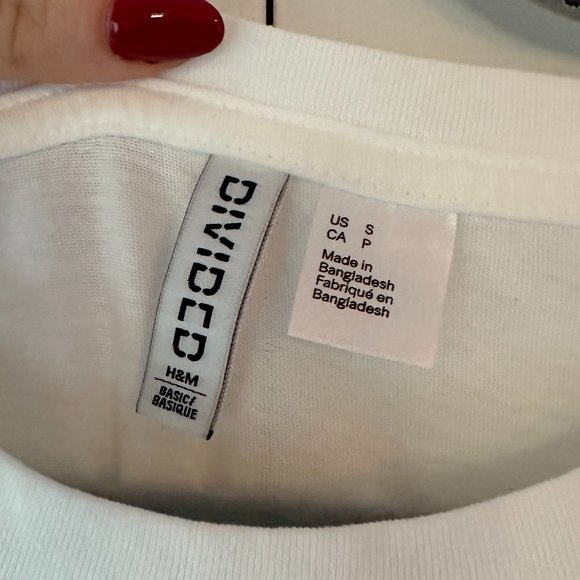 DIVIDED
H&M
BASIC/
BASIQUE
US S
CA P
Made in
Bangladesh
Fabriqué en
Bangladesh